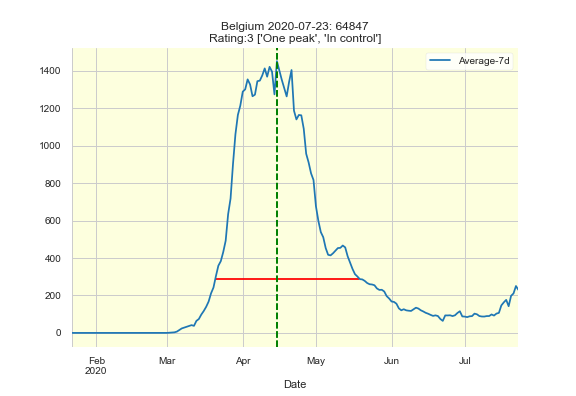 Belgium 2020-07-23: 64847
Rating:3 ['One peak', 'In control']
Average-7d
1400
1200
1000
800
600
400
200
0
Feb Mar Apr May Jun Jul
2020
Date